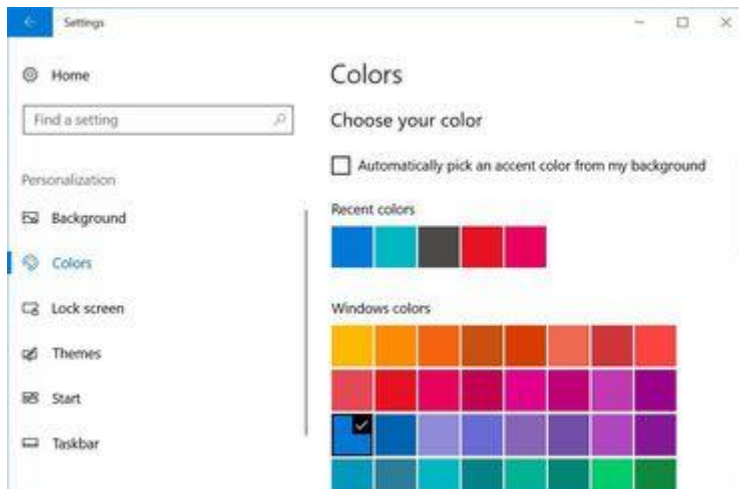 Settings
Home
Find a setting
Personalization
Background
Colors
Lock screen
Themes
Start
Taskbar
Colors
Choose your color
Automatically pick an accent color from my background
Recent colors
Windows colors